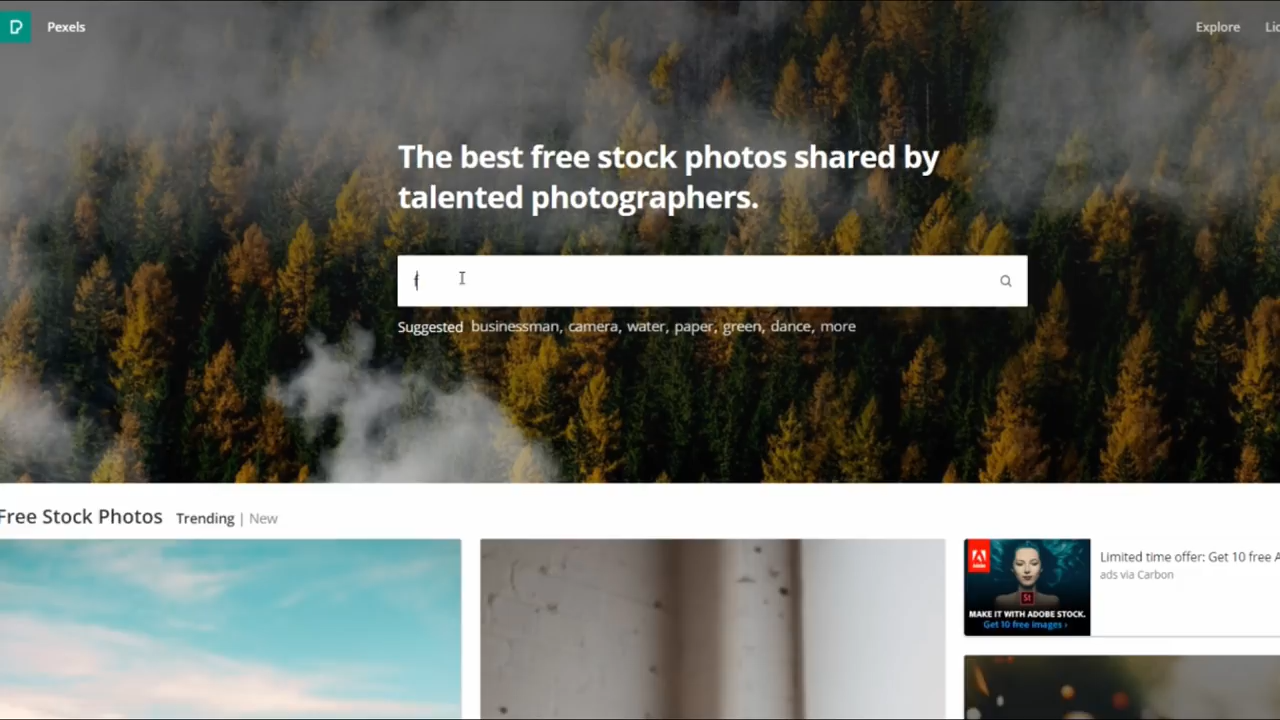 Pexels
Explore
The best free stock photos shared by
talented photographers.
f
Suggested businessman, camera, water, paper, green, dance, more
Free Stock Photos Trending | New
Limited time offer: Get 10 free
ads via Carbon
Adobe
St
MAKE IT WITH ADOBE STOCK.
Get 10 free images ›